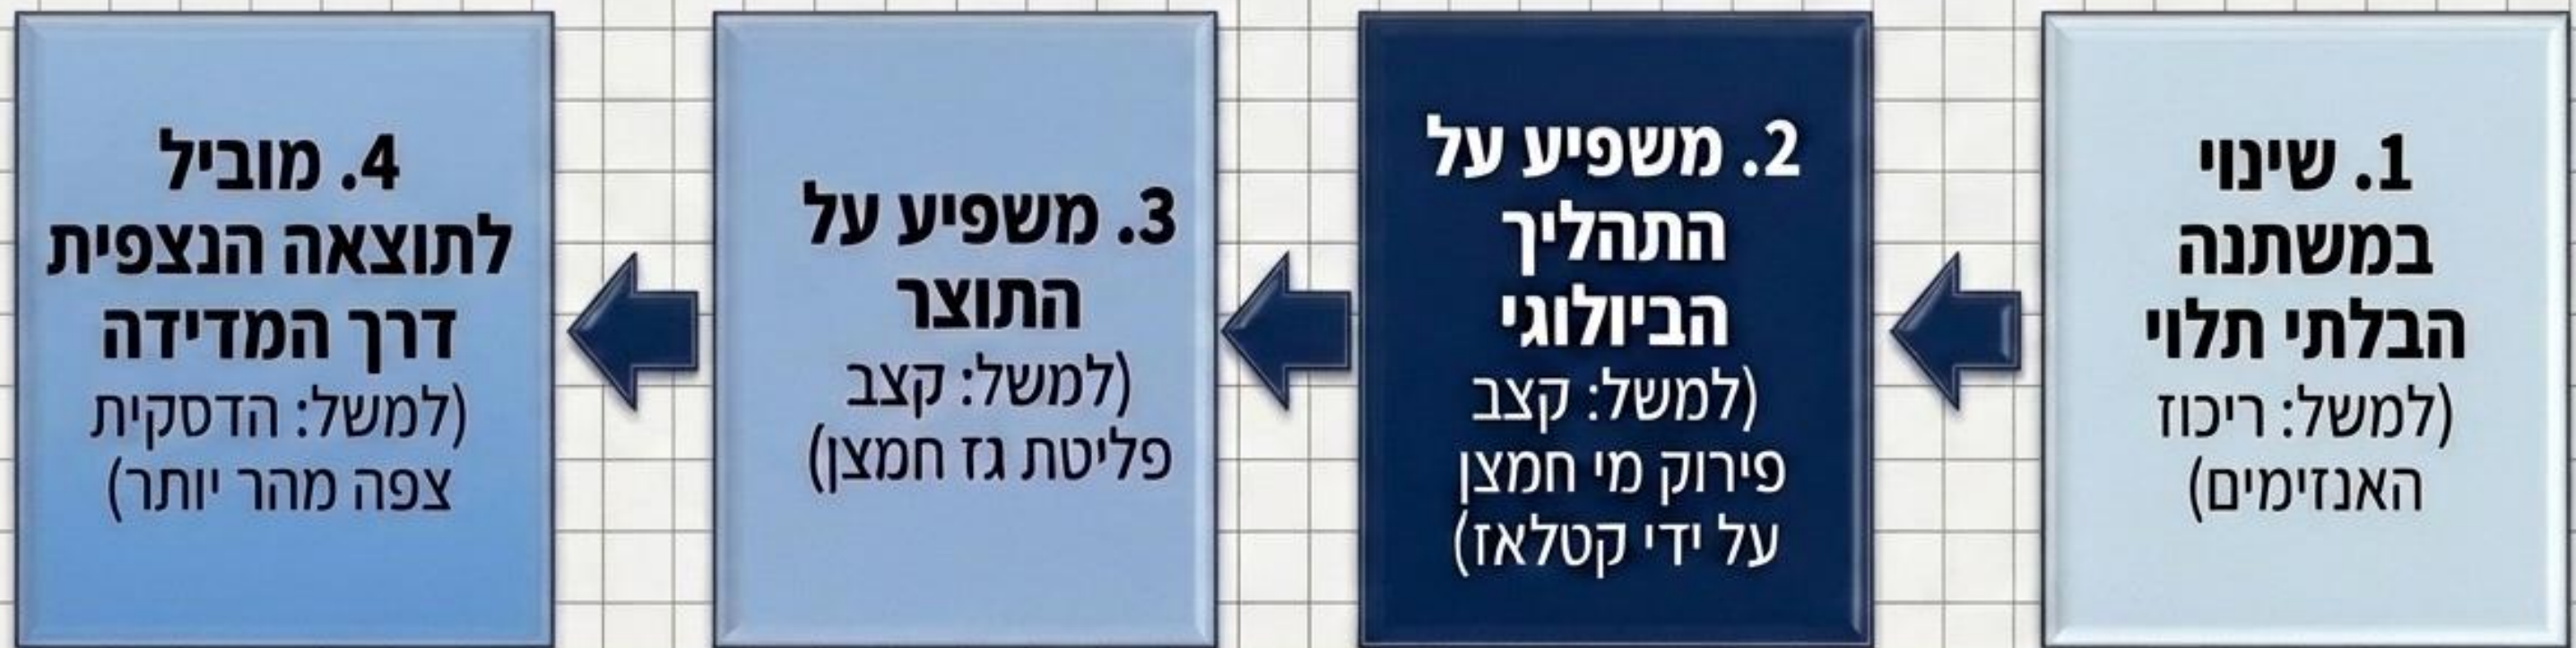 1. שינוי
במשתנה
הבלתי תלוי
(למשל: ריכוז
האנזימים)
2. משפיע על
התהליך
הביולוגי
(למשל: קצב
פירוק מי חמצן
על ידי קטלאז)
3. משפיע על
התוצר
(למשל: קצב
פליטת גז חמצן)
4. מוביל
לתוצאה הנצפית
דרך המדידה
(למשל: הדסקית
צפה מהר יותר)